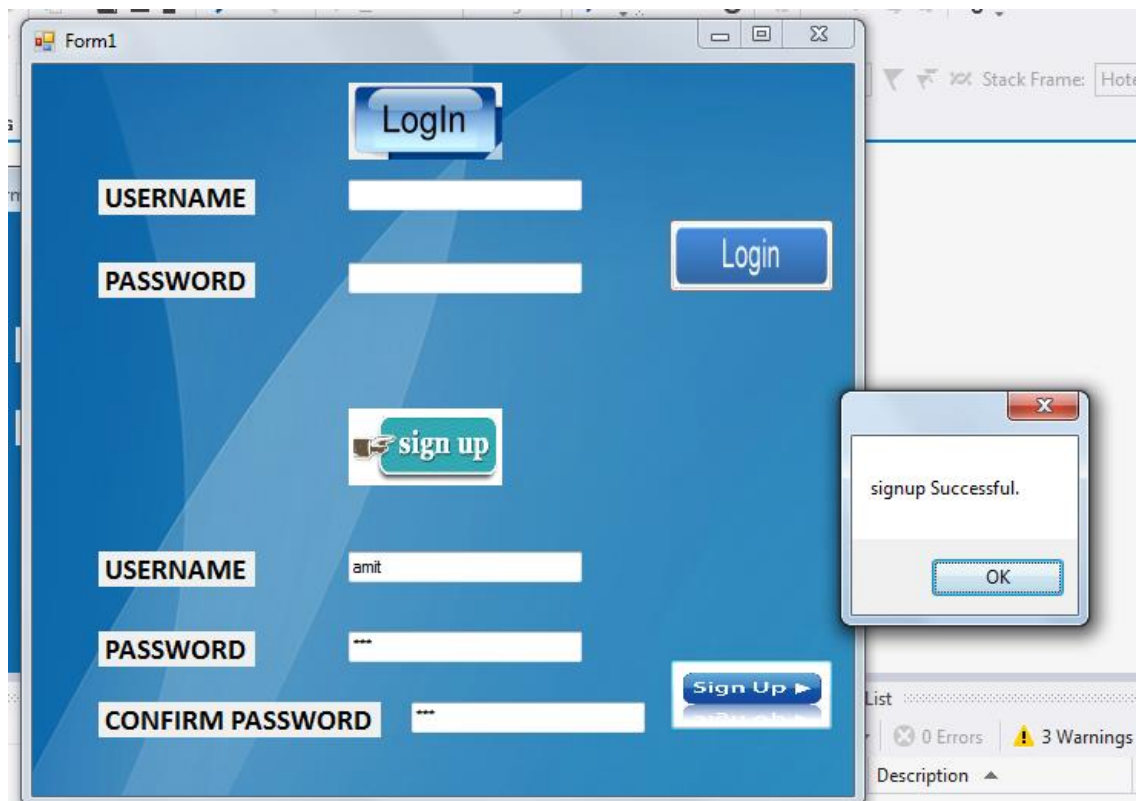 Form1
LogIn
USERNAME
PASSWORD
Login
sign up
USERNAME
amit
PASSWORD
***
CONFIRM PASSWORD
***
Sign Up
Stack Frame:
signup Successful.
OK
List
0 Errors
3 Warnings
Description